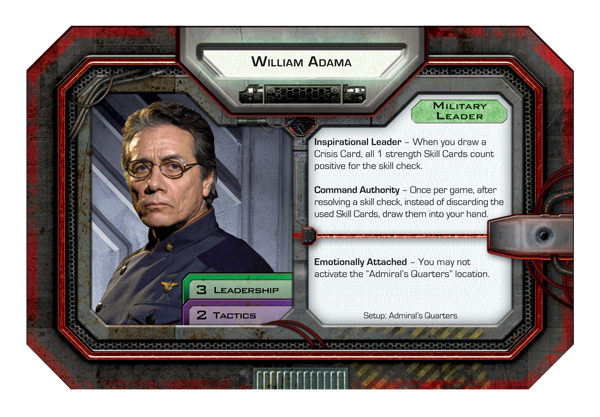 William Adama
Military
Leader
Inspirational Leader – When you draw a
Crisis Card, all 1 strength Skill Cards count
positive for the skill check.
Command Authority – Once per game, after
resolving a skill check, instead of discarding the
used Skill Cards, draw them into your hand.
Emotionally Attached – You may not
activate the “Admiral’s Quarters” location.
3 Leadership
2 Tactics
Setup: Admiral’s Quarters